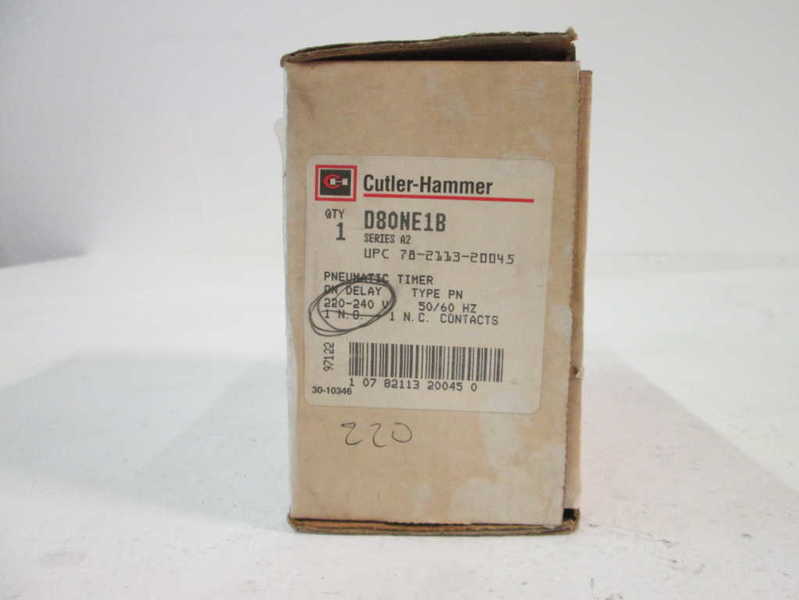 Cutler-Hammer
QTY
1
D80NE1B
SERIES A2
UPC 78-2113-20045
PNEUMATIC TIMER
ON DELAY TYPE PN
220-240 V 50/60 HZ
1 N.O. 1 N.C. CONTACTS
97122
1 07 82113 20045 0
30-10346
220